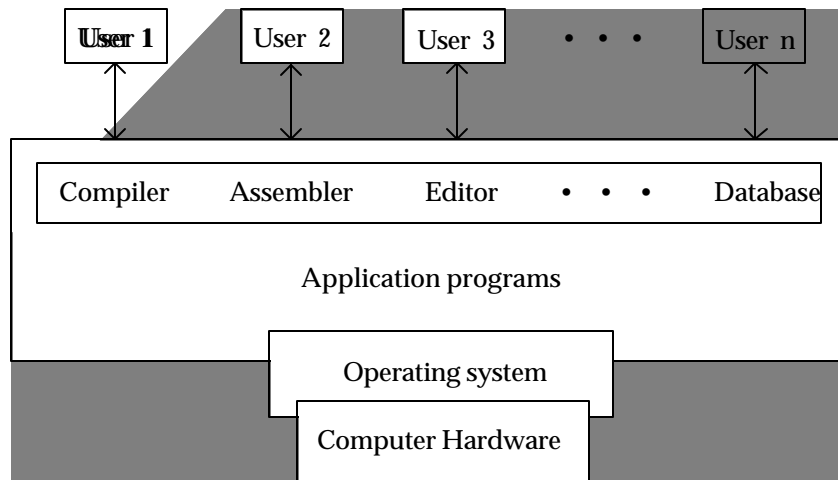 User 1 User 2 User 3 • • • User n
Compiler Assembler Editor • • • Database
Application programs
Operating system
Computer Hardware